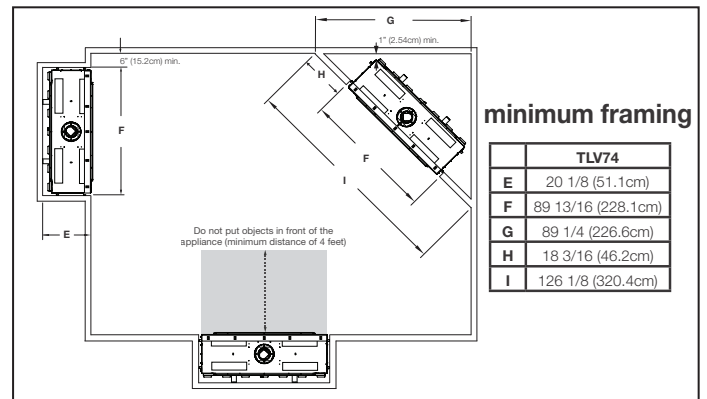 G
1" (2.54cm) min.
6" (15.2cm) min.
H
F
F
I
E
Do not put objects in front of the
appliance (minimum distance of 4 feet)
minimum framing
TLV74
E 20 1/8 (51.1cm)
F 89 13/16 (228.1cm)
G 89 1/4 (226.6cm)
H 18 3/16 (46.2cm)
I 126 1/8 (320.4cm)